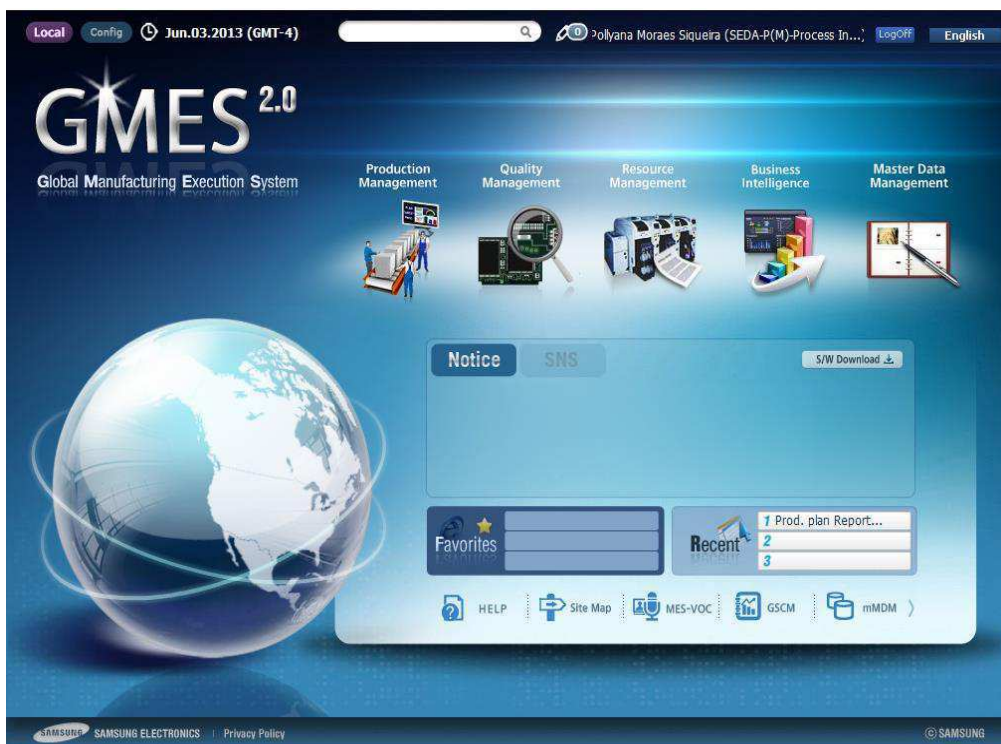 Local Config Jun.03.2013 (GMT-4) 0 Pollyana Moraes Siqueira (SEDA-P(M)-Process In...) LogOff English
GMES 2.0
Global Manufacturing Execution System
Production Management
Quality Management
Resource Management
Business Intelligence
Master Data Management
Notice SNS S/W Download
Favorites
Recent
1 Prod. plan Report...
2
3
HELP Site Map MES-VOC GSCM mMDM
SAMSUNG SAMSUNG ELECTRONICS Privacy Policy © SAMSUNG